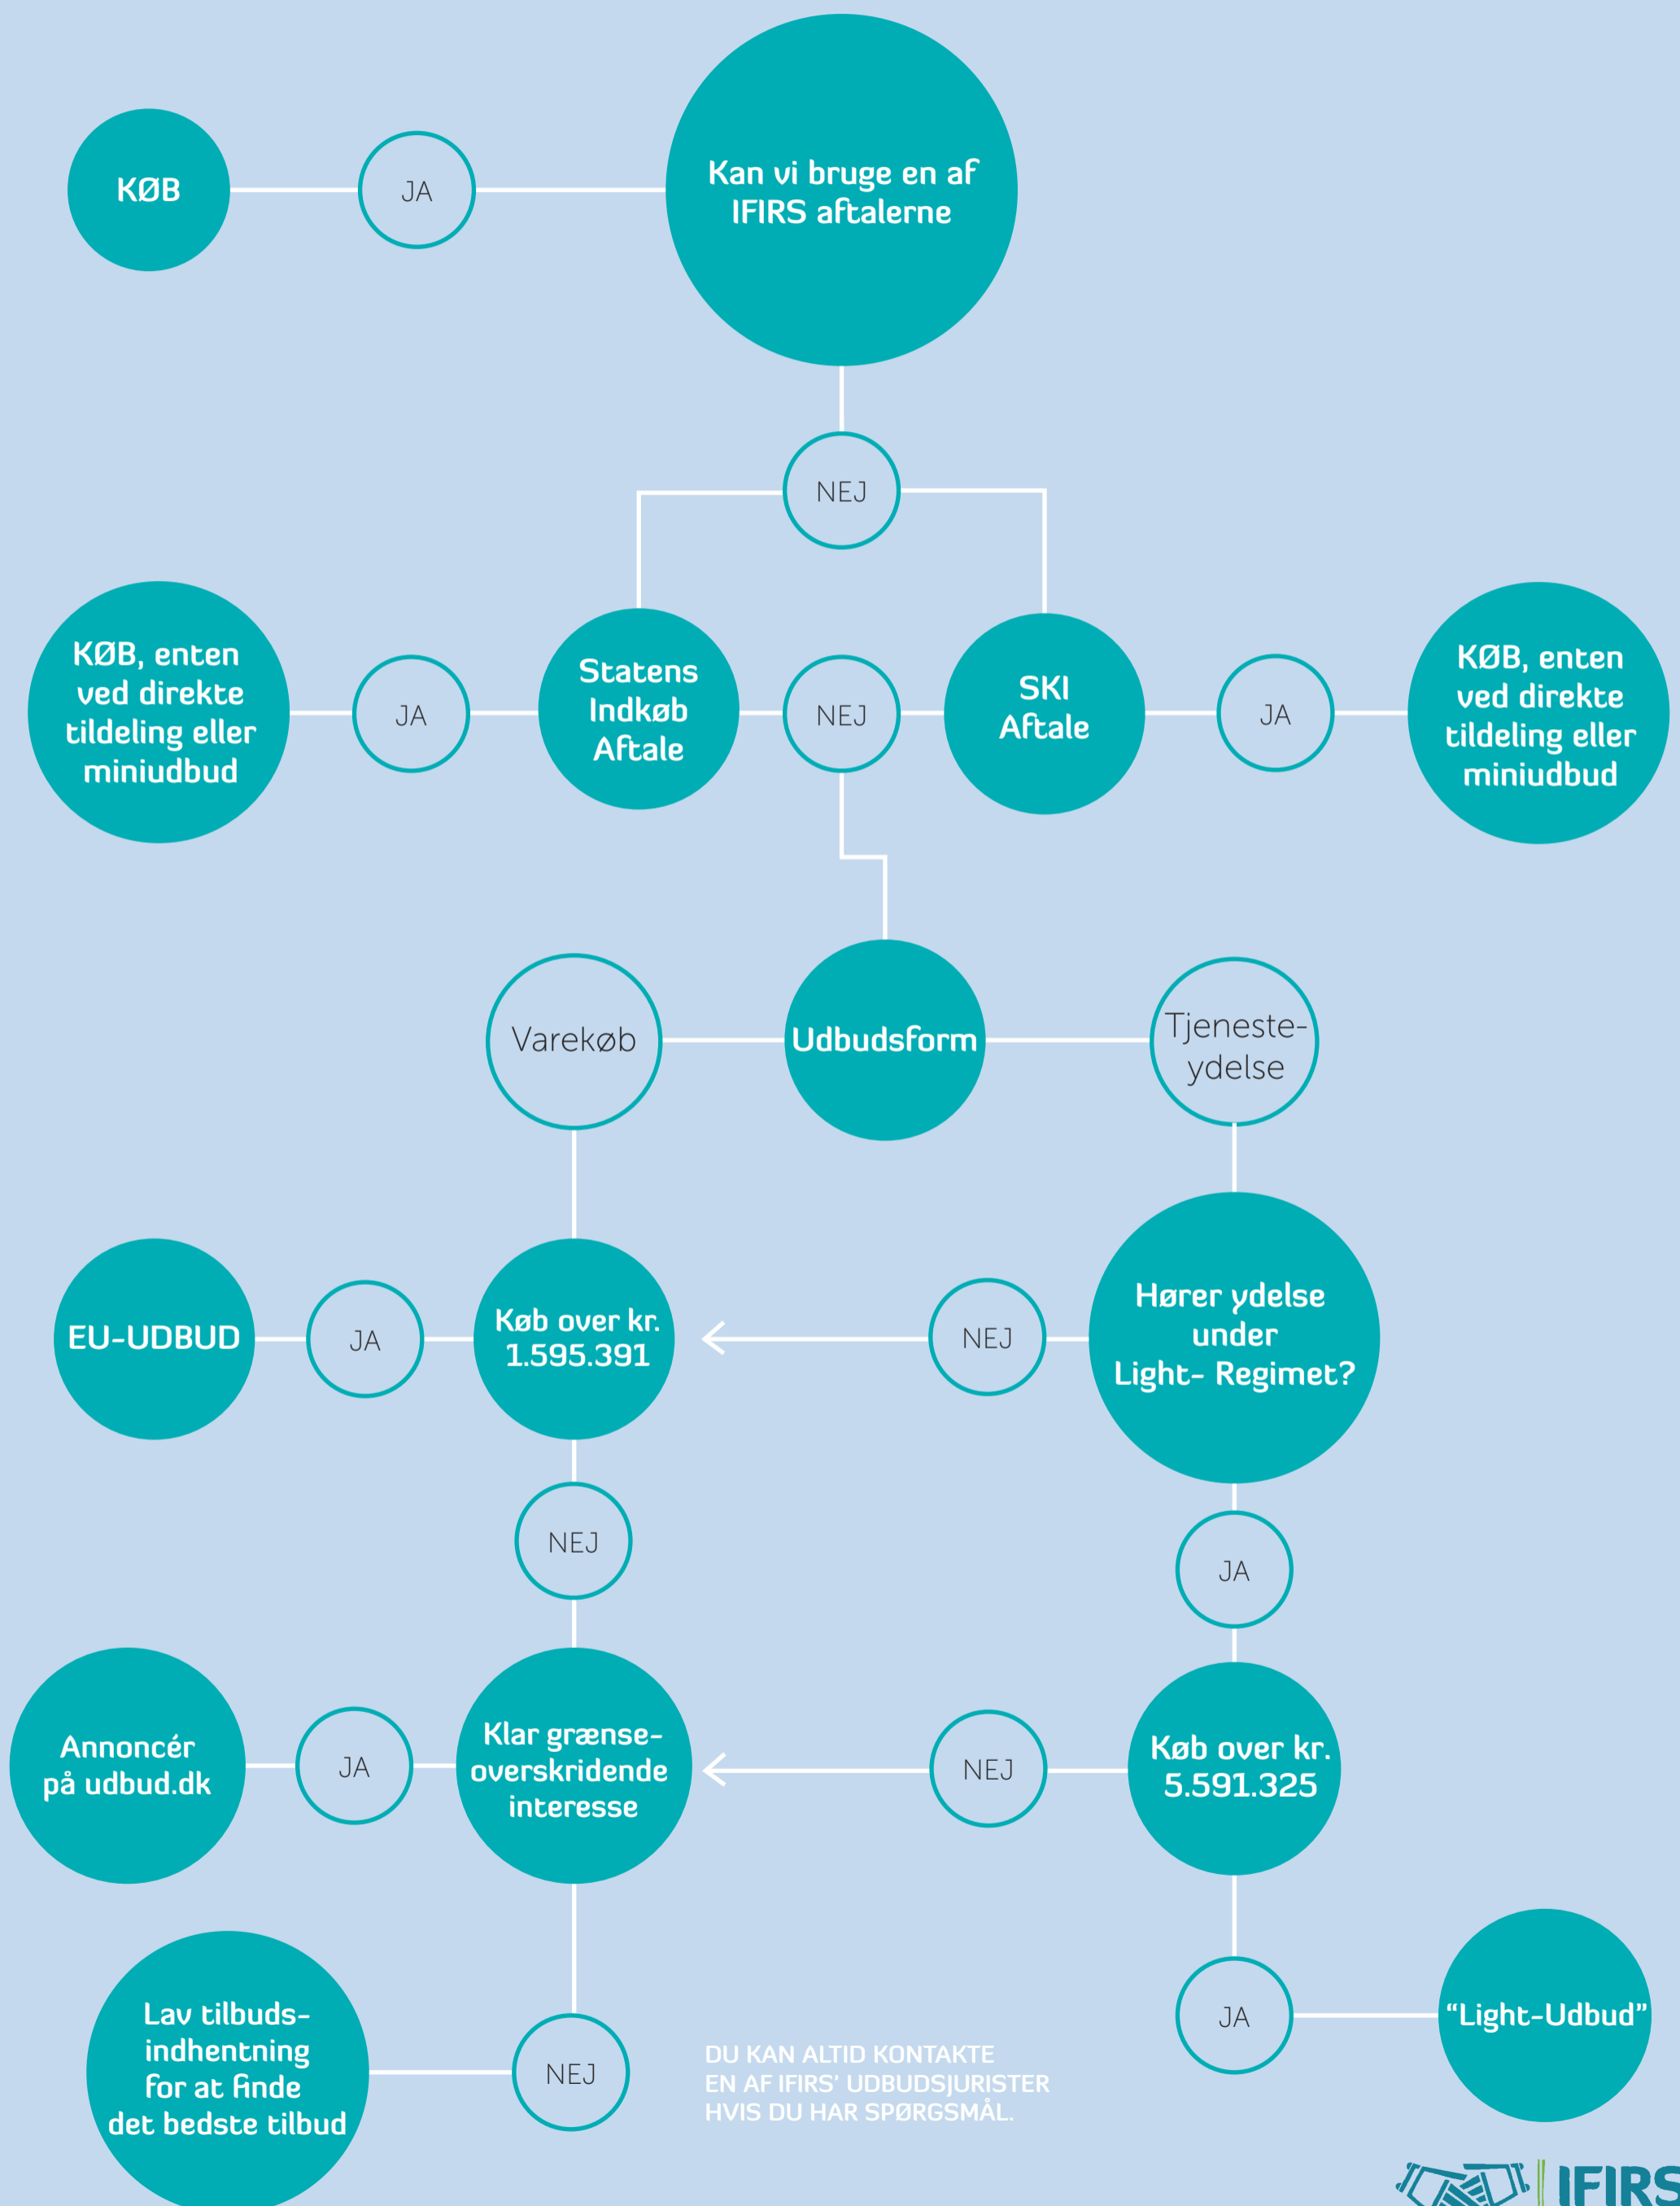 Kan vi bruge en af
IFIRS aftalerne
JA
KØB
NEJ
KØB, enten
ved direkte
tildeling eller
miniudbud
JA
Statens
Indkøb
Aftale
NEJ
SKI
Aftale
JA
KØB, enten
ved direkte
tildeling eller
miniudbud
Varekøb
Udbudsform
Tjeneste-
ydelse
EU-UDBUD
JA
Køb over kr.
1.595.391
NEJ
Hører ydelse
under
Light- Regimet?
NEJ
JA
Annoncér
på udbud.dk
JA
Klar grænse-
overskridende
interesse
NEJ
Køb over kr.
5.591.325
Lav tilbuds-
indhentning
for at finde
det bedste tilbud
NEJ
JA
“Light-Udbud”
DU KAN ALTID KONTAKTE
EN AF IFIRS’ UDBUDSJURISTER
HVIS DU HAR SPØRGSMÅL.
IFIRS